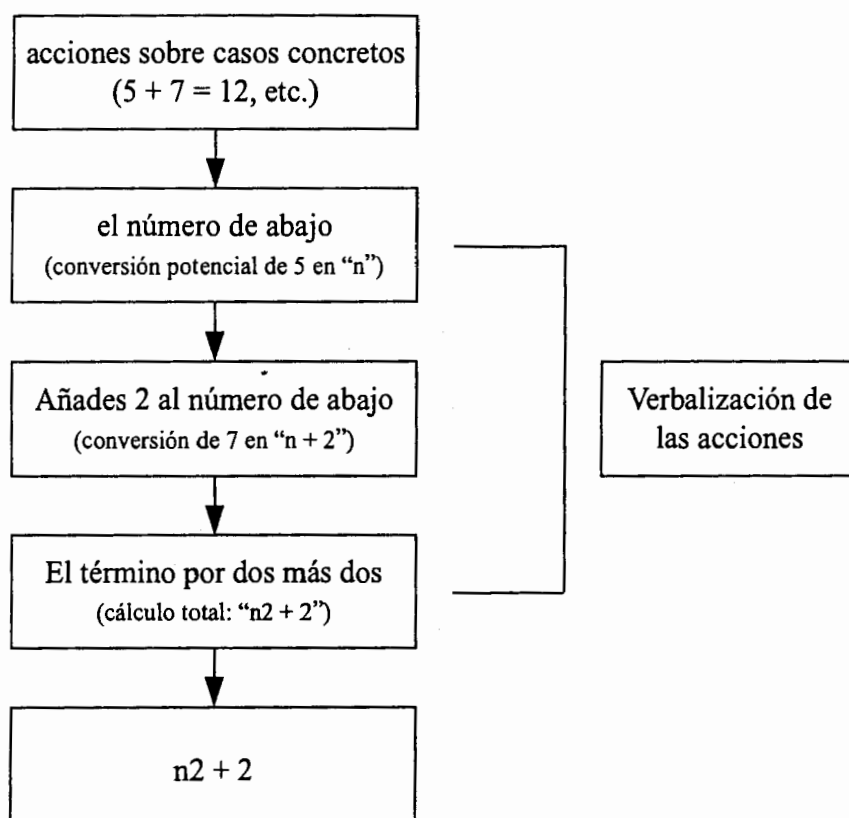 acciones sobre casos concretos
(5 + 7 = 12, etc.)
el número de abajo
(conversión potencial de 5 en “n”)
Añades 2 al número de abajo
(conversión de 7 en “n + 2”)
El término por dos más dos
(cálculo total: “n2 + 2”)
n2 + 2
Verbalización de
las acciones